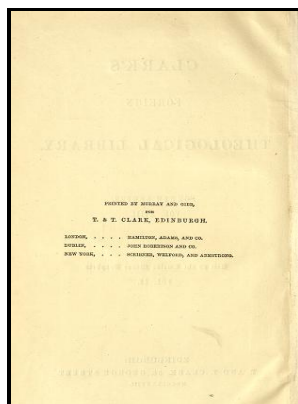 PRINTED BY MURRAY AND GIBB,
FOR
T. & T. CLARK, EDINBURGH.
LONDON, . . . . HAMILTON, ADAMS, AND CO.
DUBLIN, . . . . JOHN ROBERTSON AND CO.
NEW YORK, . . . SCRIBNER, WELFORD, AND ARMSTRONG.